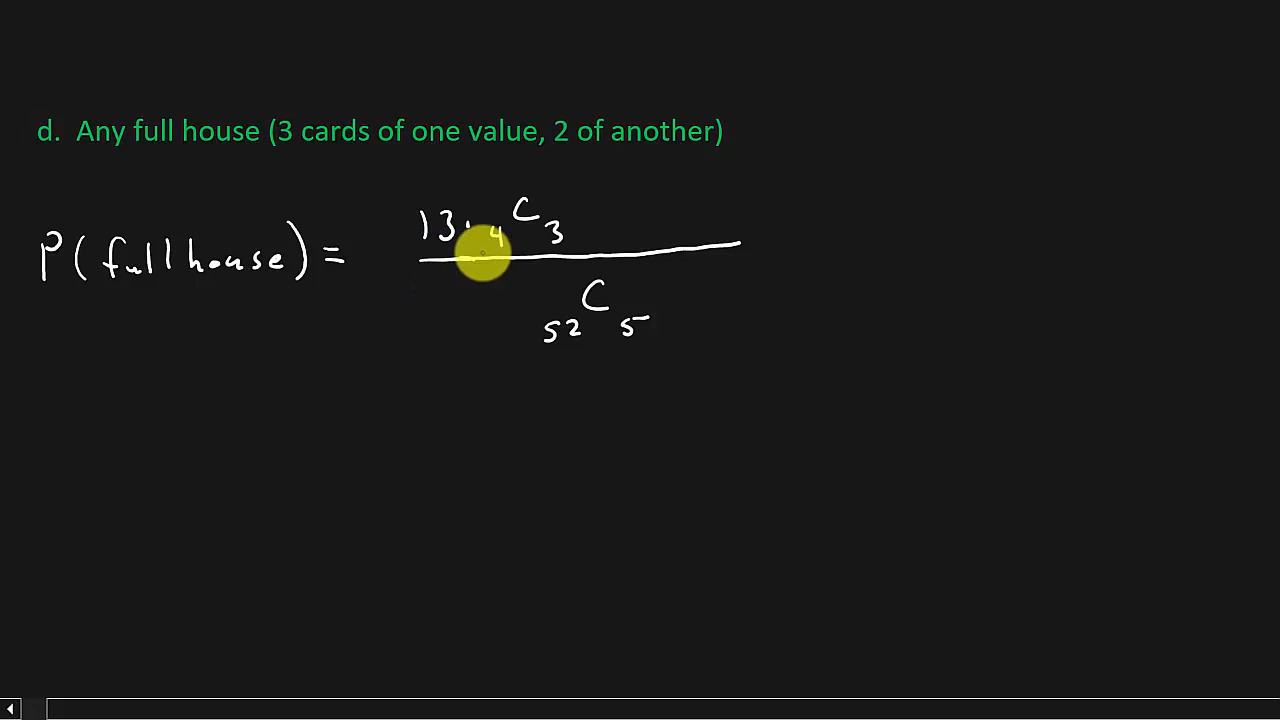 d. Any full house (3 cards of one value, 2 of another)
P(full house) = 13 · ₄C₃
₅₂C₅